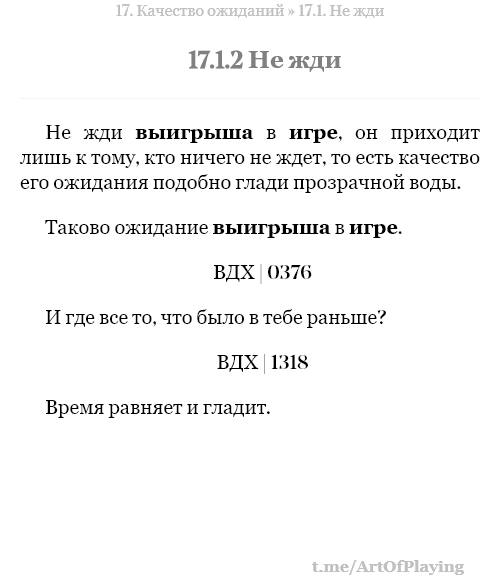 17. Качество ожиданий » 17.1. Не жди
17.1.2 Не жди
Не жди выигрыша в игре, он приходит
лишь к тому, кто ничего не ждет, то есть качество
его ожидания подобно глади прозрачной воды.
Таково ожидание выигрыша в игре.
ВДХ | 0376
И где все то, что было в тебе раньше?
ВДХ | 1318
Время равняет и гладит.
t.me/ArtOfPlaying